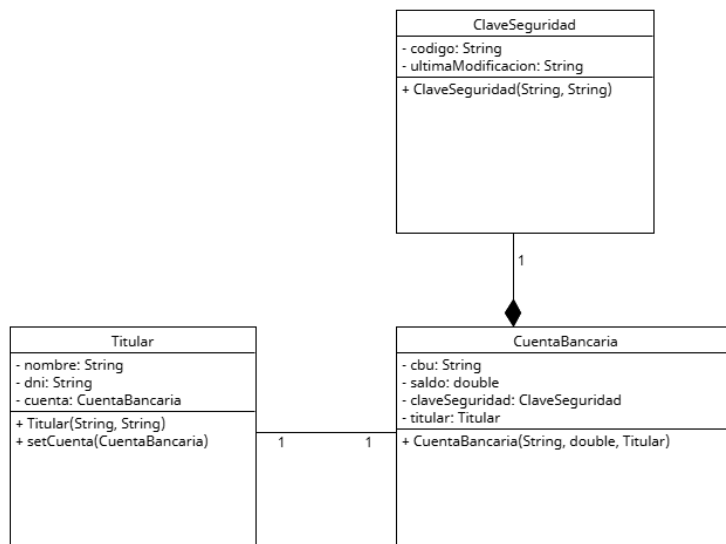 ClaveSeguridad
- codigo: String
- ultimaModificacion: String
+ ClaveSeguridad(String, String)
1
Titular
- nombre: String
- dni: String
- cuenta: CuentaBancaria
+ Titular(String, String)
+ setCuenta(CuentaBancaria)
1
1
CuentaBancaria
- cbu: String
- saldo: double
- claveSeguridad: ClaveSeguridad
- titular: Titular
+ CuentaBancaria(String, double, Titular)